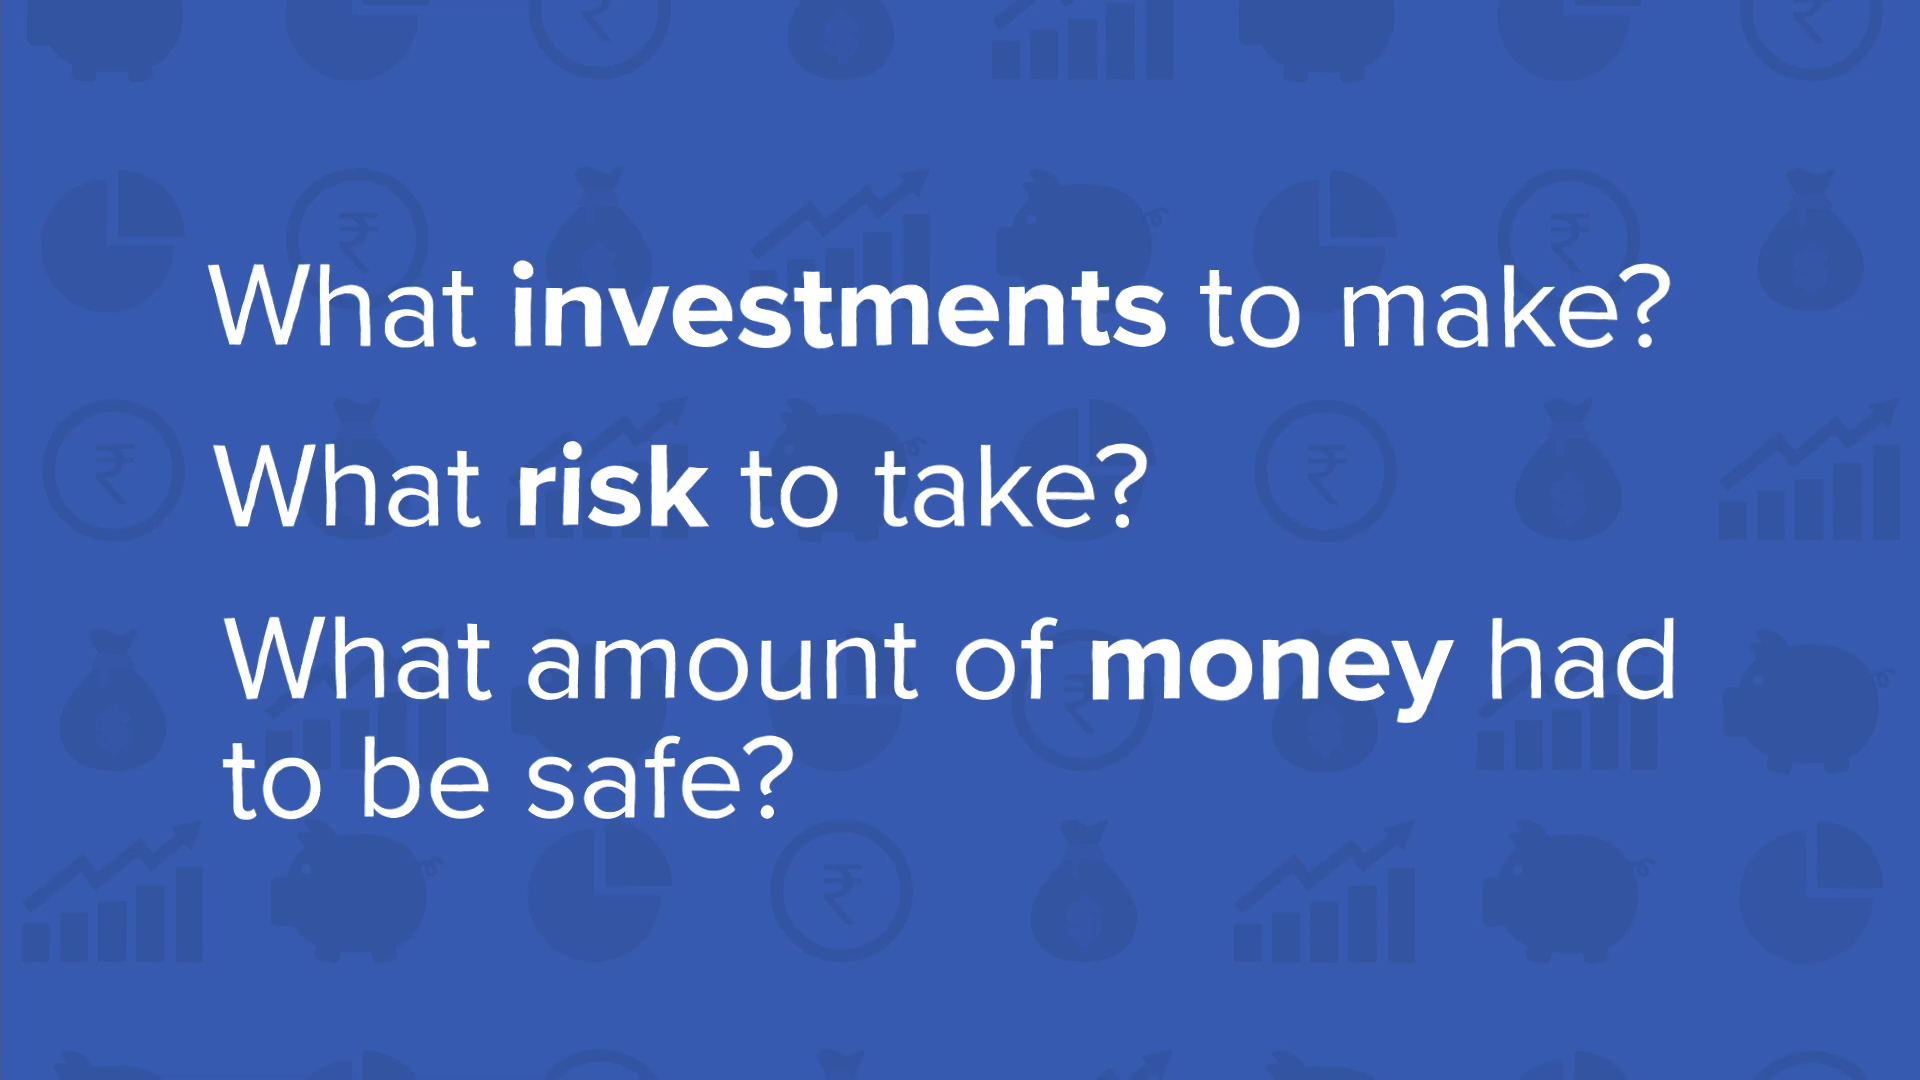 What investments to make?
What risk to take?
What amount of money had
to be safe?